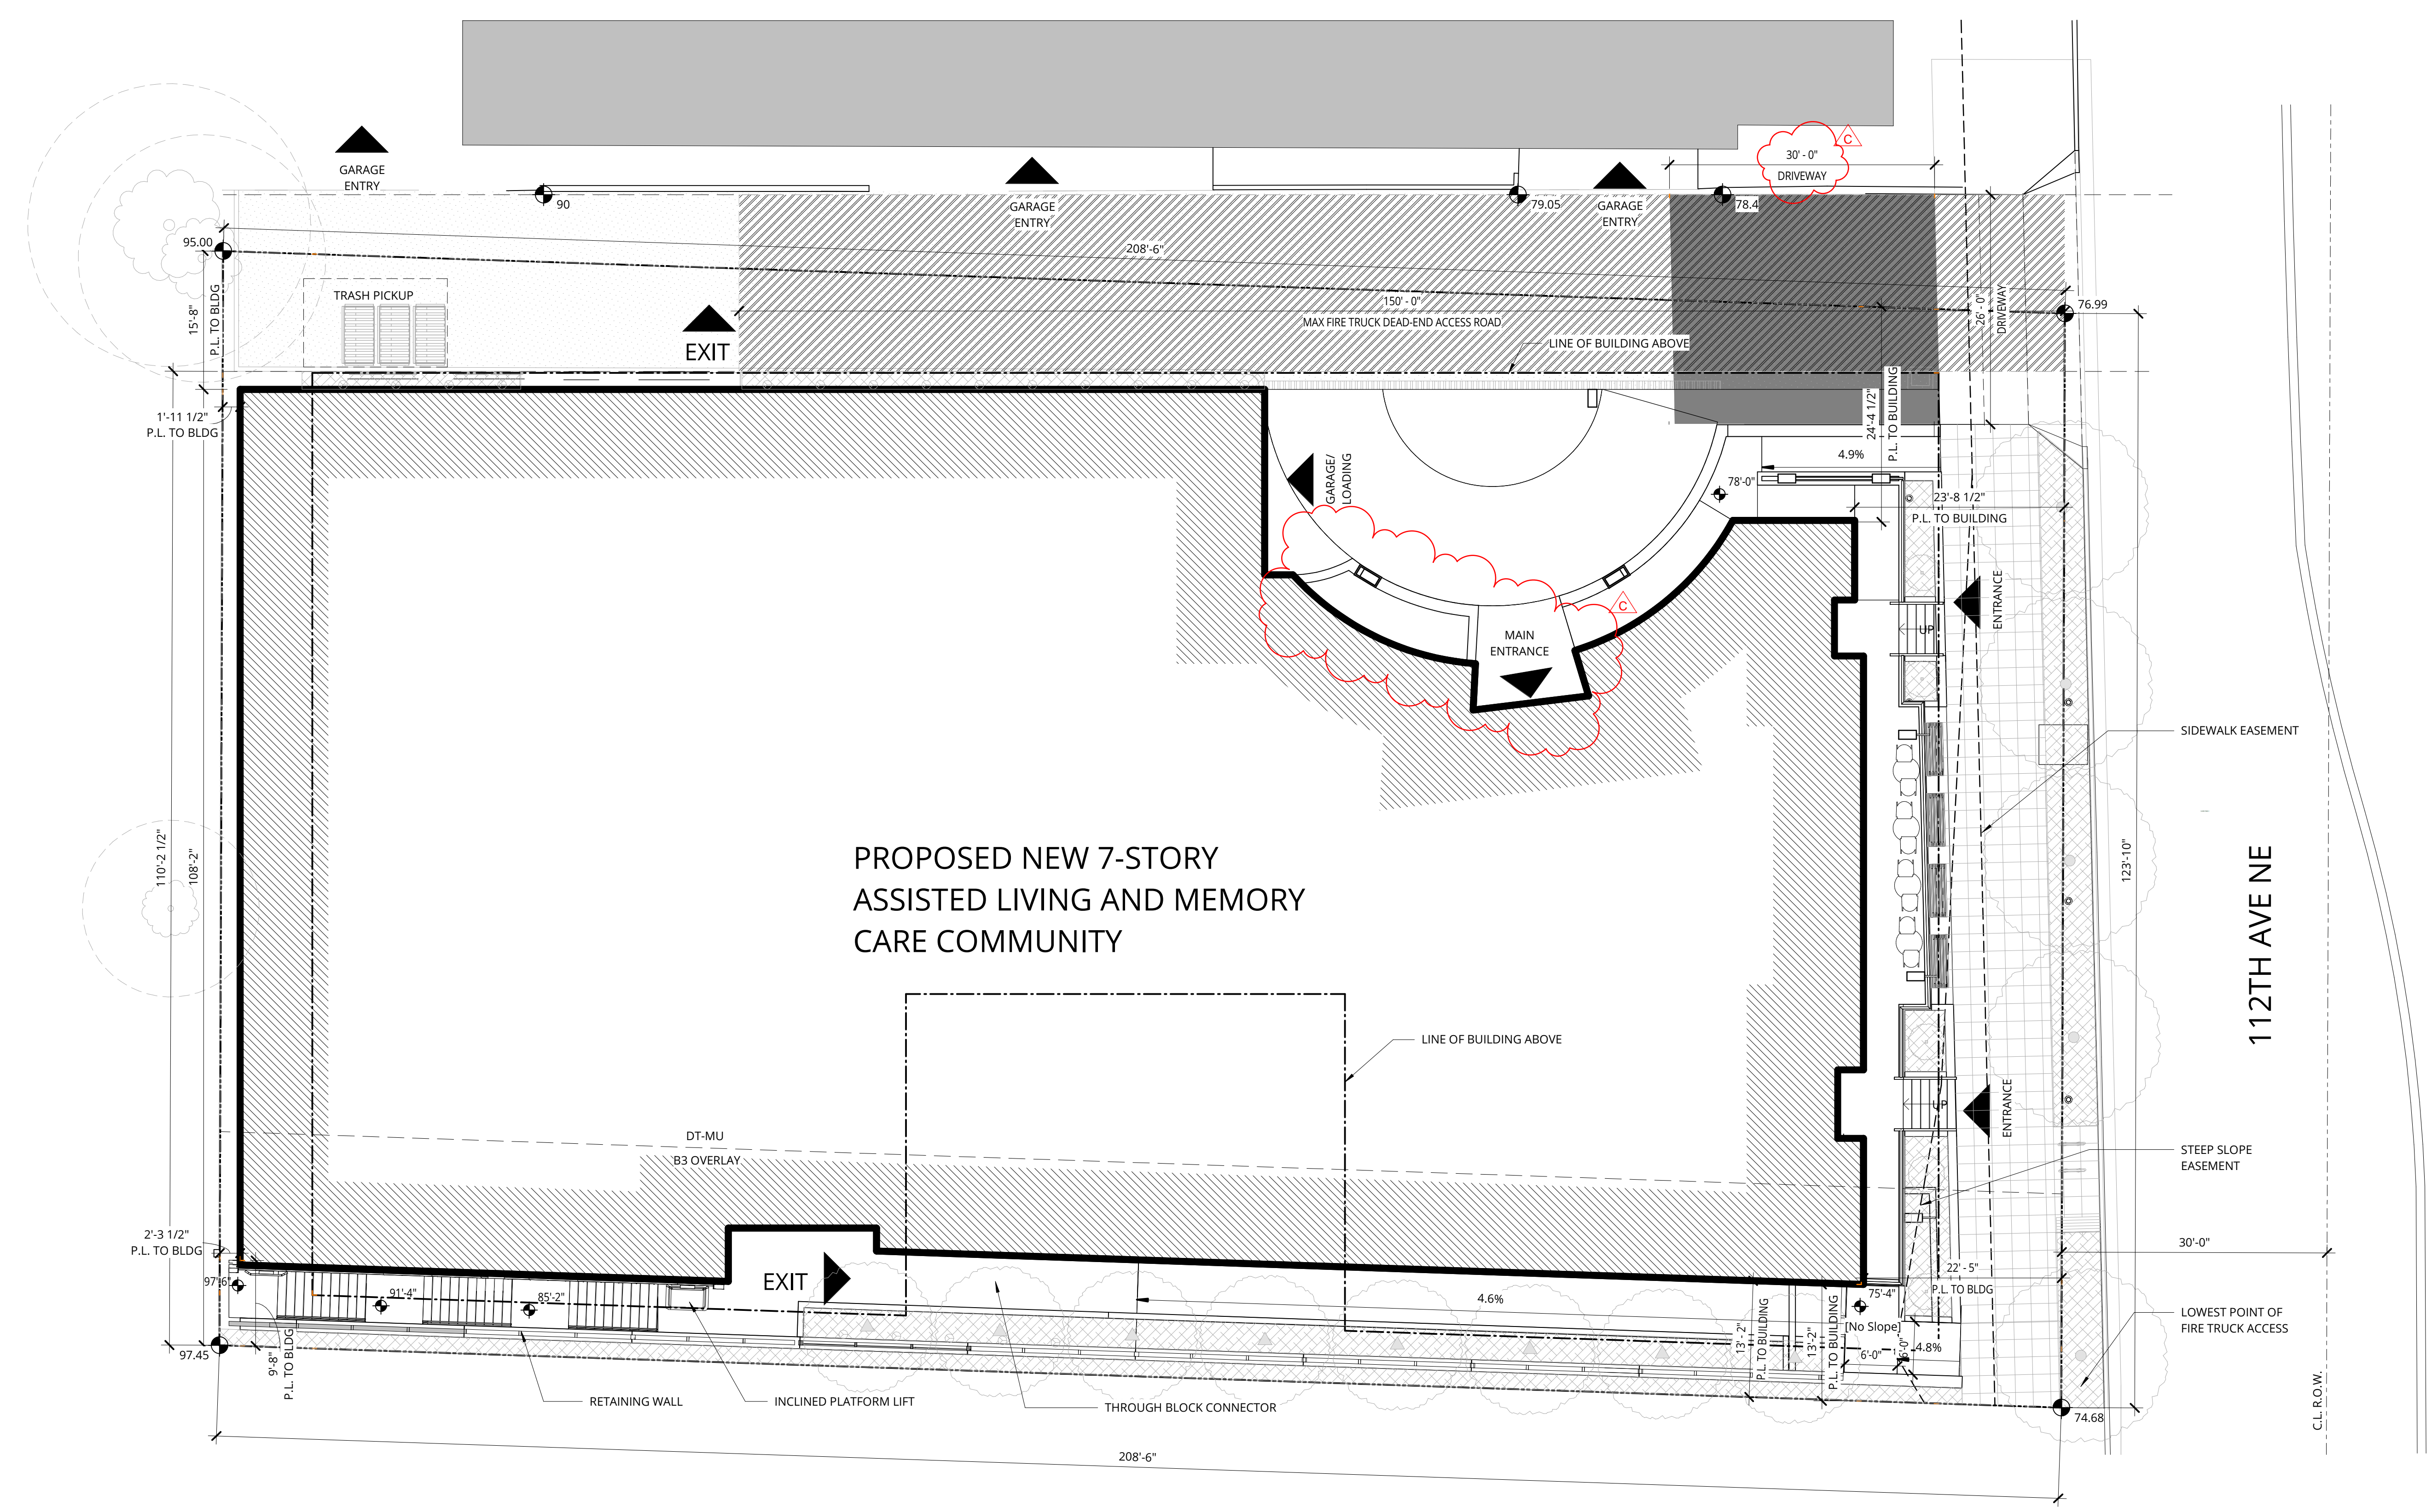 C
30' - 0"
DRIVEWAY
GARAGE
ENTRY
90
GARAGE
ENTRY
79.05
GARAGE
ENTRY
78.4
95.00
208'-6"
TRASH PICKUP
15'-8"
P.L. TO BLDG
EXIT
150' - 0"
MAX FIRE TRUCK DEAD-END ACCESS ROAD
26' - 0"
DRIVEWAY
76.99
LINE OF BUILDING ABOVE
1'-11 1/2"
P.L. TO BLDG
24'-4 1/2"
P.L. TO BUILDING
GARAGE/
LOADING
4.9%
78'-0"
23'-8 1/2"
P.L. TO BUILDING
C
MAIN
ENTRANCE
UP
ENTRANCE
SIDEWALK EASEMENT
PROPOSED NEW 7-STORY
ASSISTED LIVING AND MEMORY
CARE COMMUNITY
110'-2 1/2"
108'-2"
123'-10"
112TH AVE NE
LINE OF BUILDING ABOVE
UP
ENTRANCE
DT-MU
B3 OVERLAY
STEEP SLOPE
EASEMENT
2'-3 1/2"
P.L. TO BLDG
30'-0"
97'-6"
91'-4"
85'-2"
EXIT
4.6%
22' - 5"
P.L. TO BLDG
75'-4"
[No Slope]
13' - 2"
P.L. TO BUILDING
13'-2"
P.L. TO BUILDING
6'-0"
6'-0"
4.8%
LOWEST POINT OF
FIRE TRUCK ACCESS
97.45
9'-8"
P.L. TO BLDG
RETAINING WALL
INCLINED PLATFORM LIFT
THROUGH BLOCK CONNECTOR
74.68
C.L. R.O.W.
208'-6"